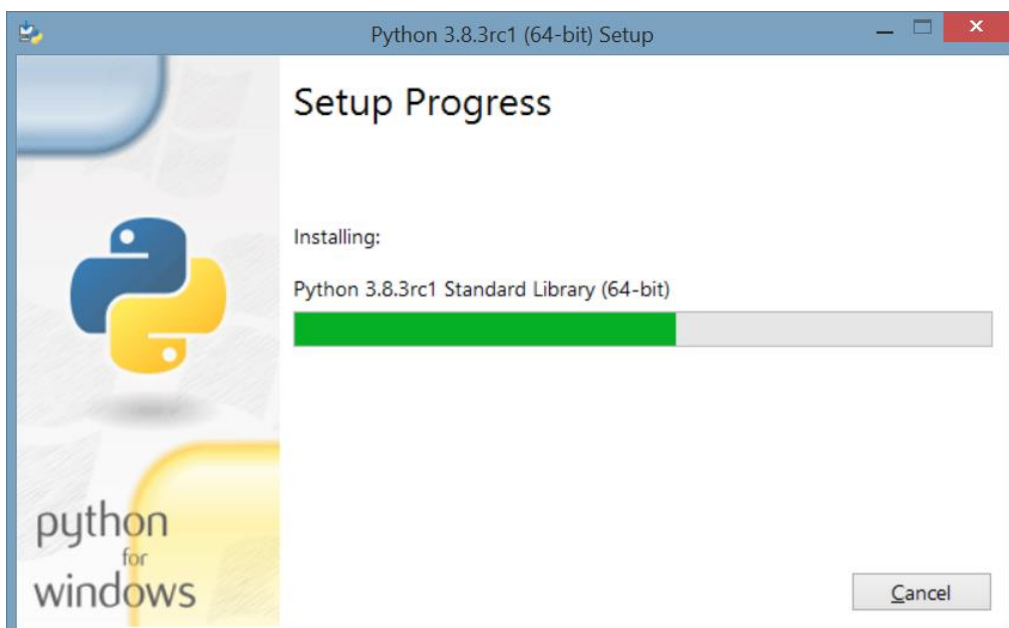 Python 3.8.3rc1 (64-bit) Setup
Setup Progress
Installing:
Python 3.8.3rc1 Standard Library (64-bit)
python
for
windows
Cancel